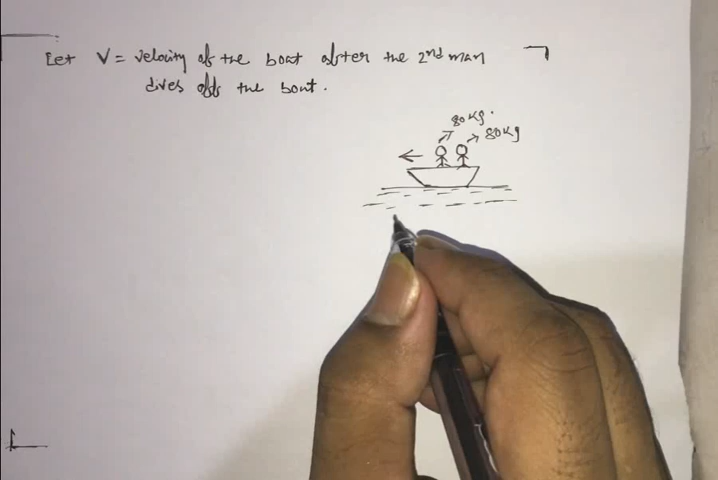 Let V = velocity of the boat after the 2nd man
dives off the boat.
80 kg.
80 kg